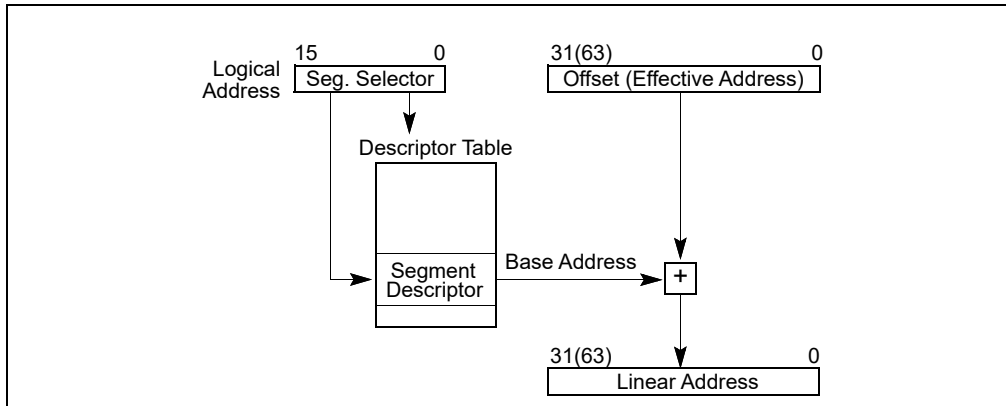 15 0 31(63) 0
Logical Address
Seg. Selector
Offset (Effective Address)
Descriptor Table
Segment
Descriptor
Base Address
+
31(63) 0
Linear Address